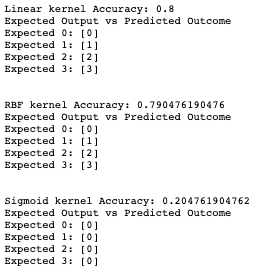 Linear kernel Accuracy: 0.8
Expected Output vs Predicted Outcome
Expected 0: [0]
Expected 1: [1]
Expected 2: [2]
Expected 3: [3]
RBF kernel Accuracy: 0.790476190476
Expected Output vs Predicted Outcome
Expected 0: [0]
Expected 1: [1]
Expected 2: [2]
Expected 3: [3]
Sigmoid kernel Accuracy: 0.204761904762
Expected Output vs Predicted Outcome
Expected 0: [0]
Expected 1: [0]
Expected 2: [0]
Expected 3: [0]